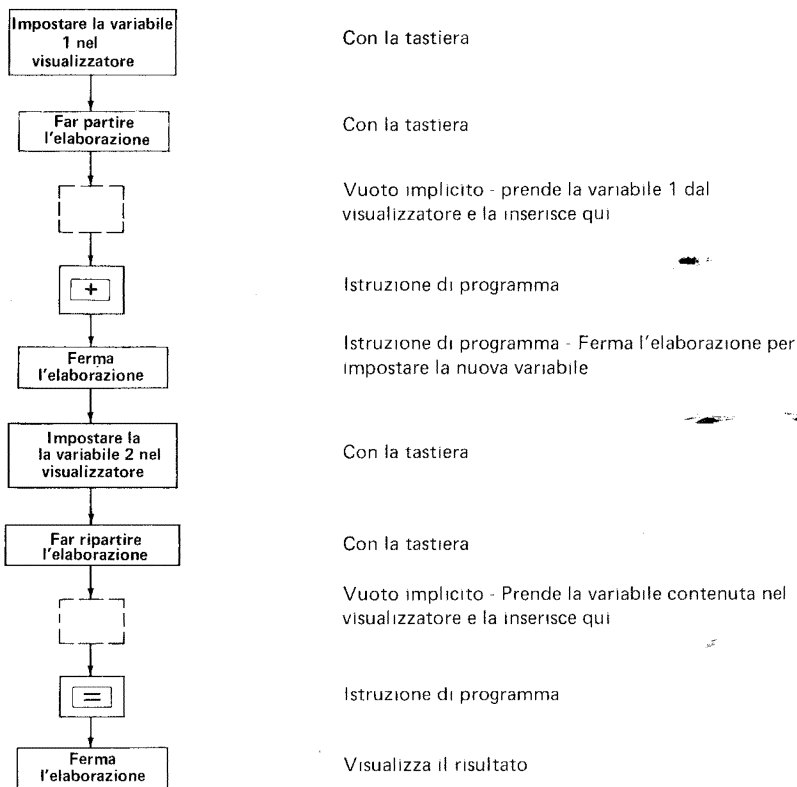 Impostare la variabile
1 nel
visualizzatore
Con la tastiera
Far partire
l'elaborazione
Con la tastiera
Vuoto implicito - prende la variabile 1 dal
visualizzatore e la inserisce qui
+
Istruzione di programma
Ferma
l'elaborazione
Istruzione di programma - Ferma l'elaborazione per
impostare la nuova variabile
Impostare la
la variabile 2 nel
visualizzatore
Con la tastiera
Far ripartire
l'elaborazione
Con la tastiera
Vuoto implicito - Prende la variabile contenuta nel
visualizzatore e la inserisce qui
=
Istruzione di programma
Ferma
l'elaborazione
Visualizza il risultato